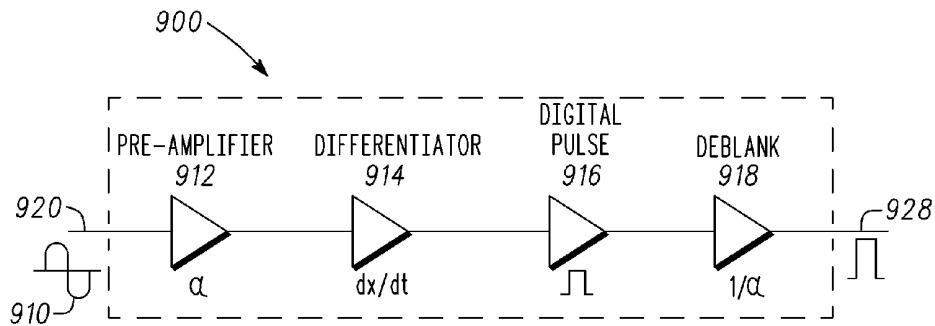 900
PRE-AMPLIFIER
912
DIFFERENTIATOR
914
DIGITAL
PULSE
916
DEBLANK
918
920
928
910
α
dx/dt
1/α